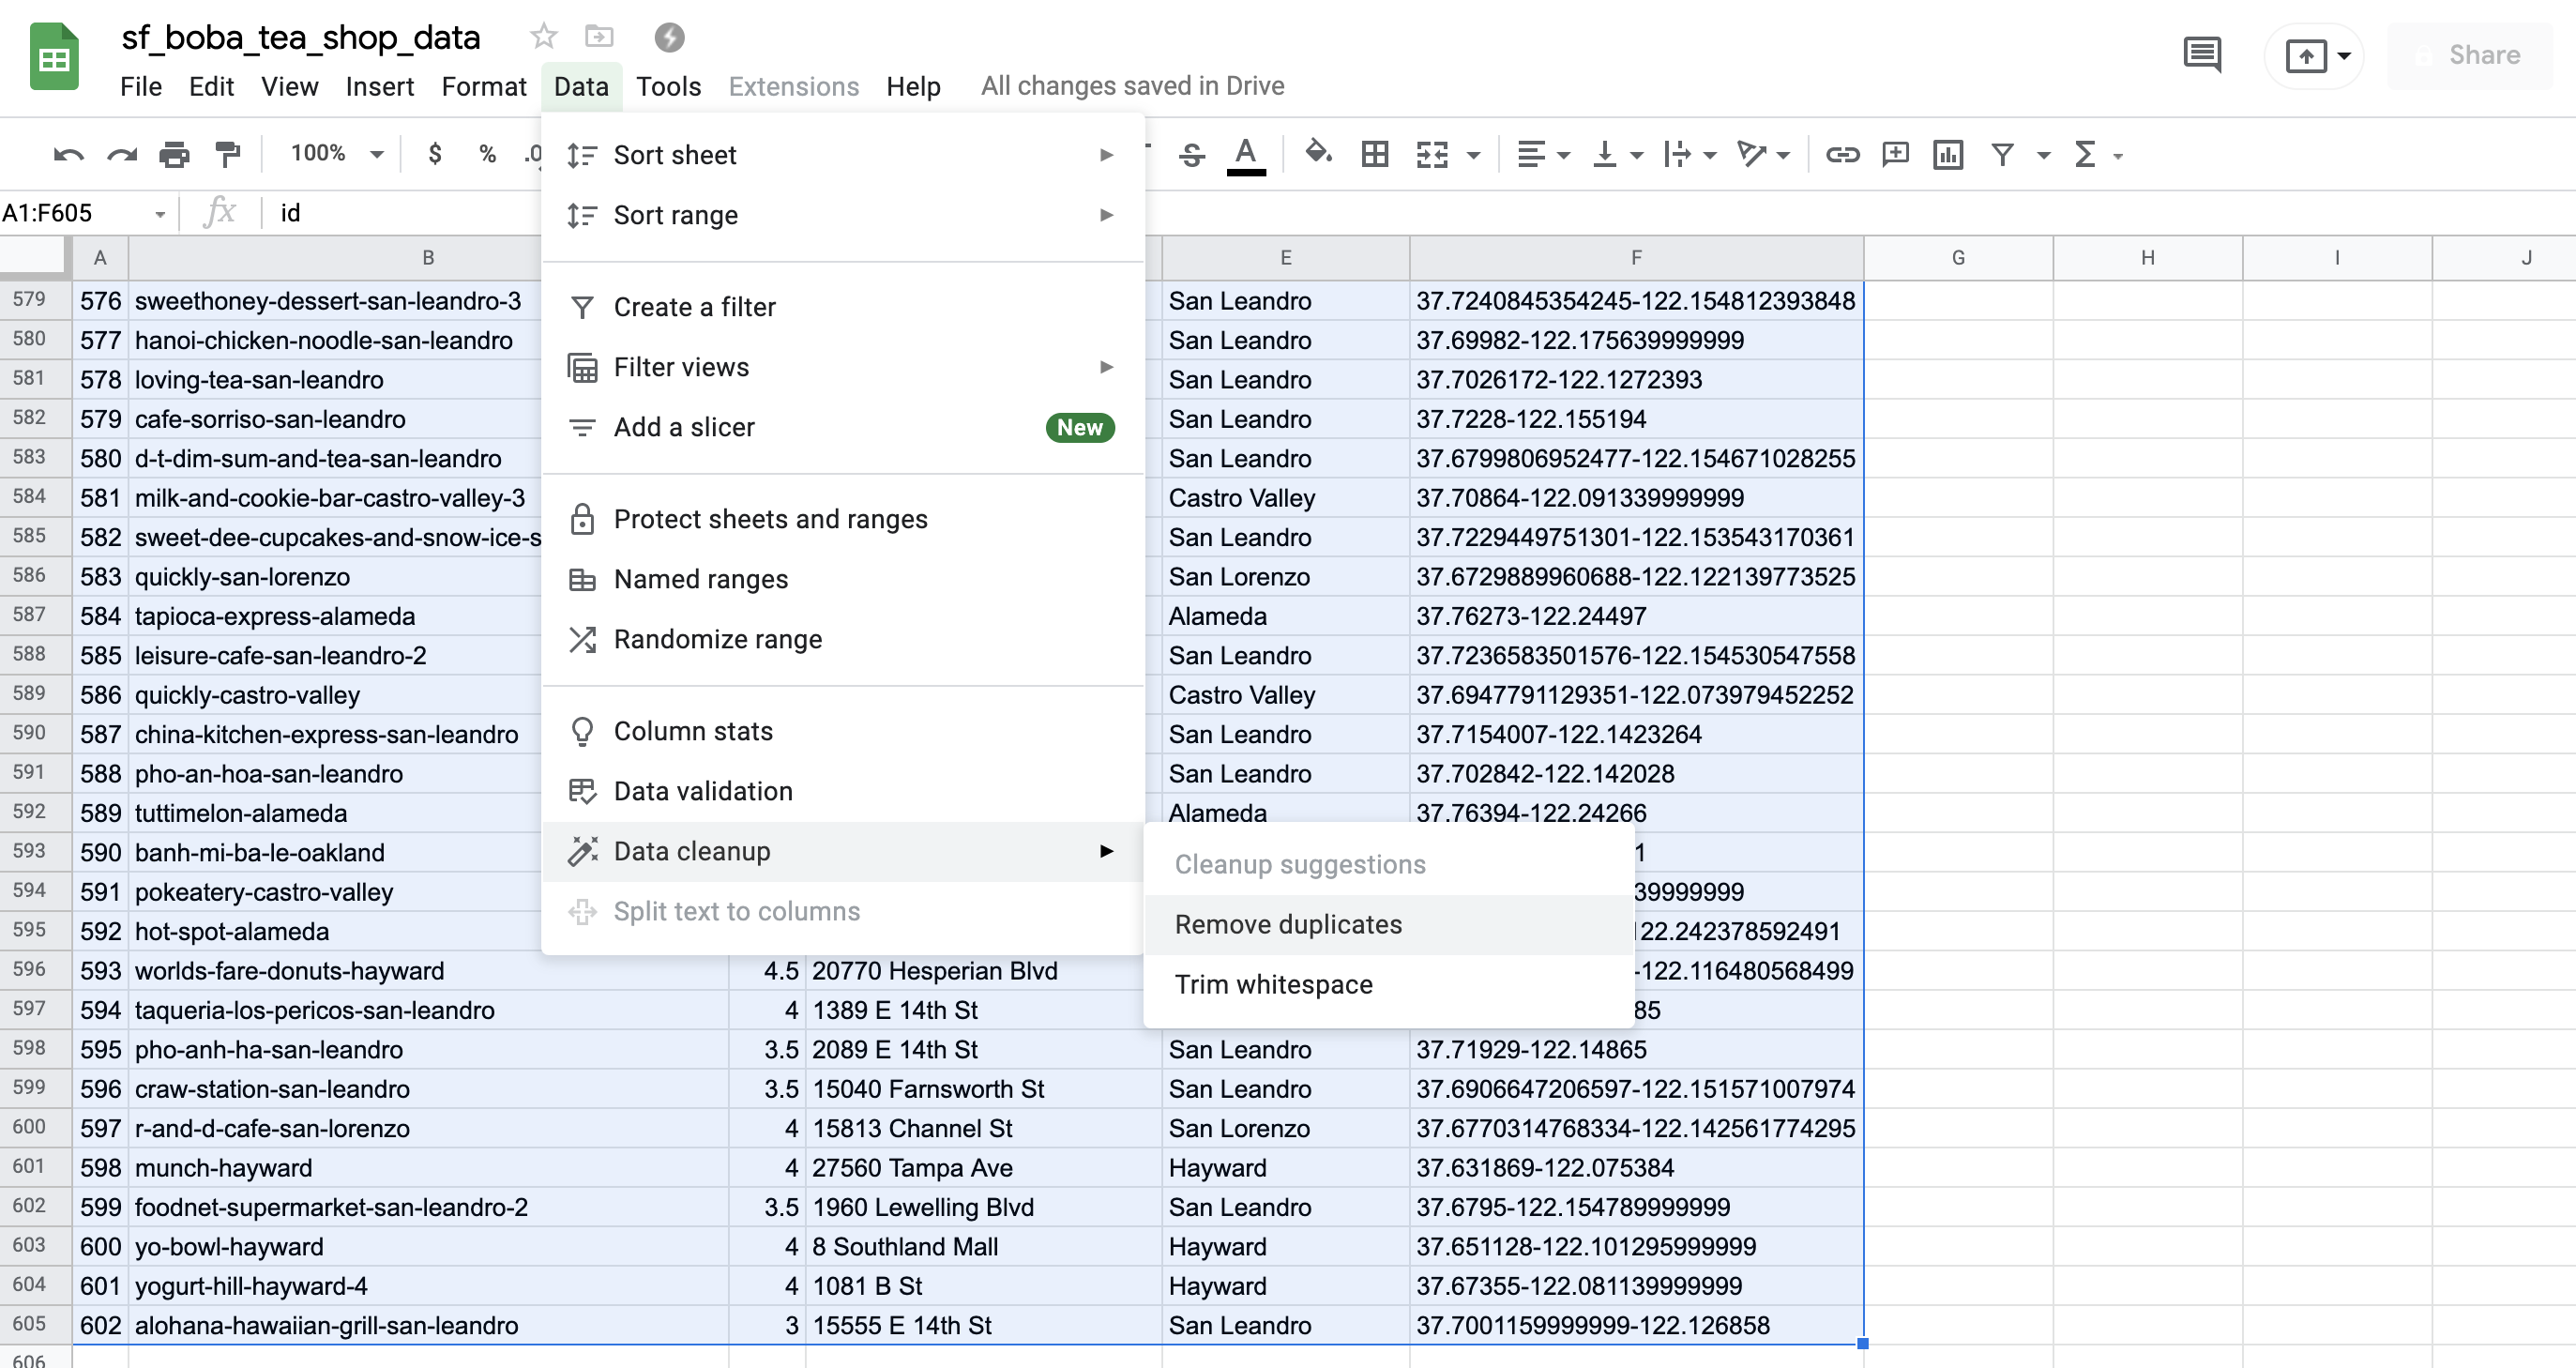 sf_boba_tea_shop_data
File Edit View Insert Format Data Tools Extensions Help All changes saved in Drive
Share
100% $ % .0 A
A1:F605 fx id
A B E F G H I J
Sort sheet
Sort range
Create a filter
Filter views
Add a slicer New
Protect sheets and ranges
Named ranges
Randomize range
Column stats
Data validation
Data cleanup
Split text to columns
Cleanup suggestions
Remove duplicates
Trim whitespace
579 576 sweethoney-dessert-san-leandro-3 San Leandro 37.7240845354245-122.154812393848
580 577 hanoi-chicken-noodle-san-leandro San Leandro 37.69982-122.175639999999
581 578 loving-tea-san-leandro San Leandro 37.7026172-122.1272393
582 579 cafe-sorriso-san-leandro San Leandro 37.7228-122.155194
583 580 d-t-dim-sum-and-tea-san-leandro San Leandro 37.6799806952477-122.154671028255
584 581 milk-and-cookie-bar-castro-valley-3 Castro Valley 37.70864-122.091339999999
585 582 sweet-dee-cupcakes-and-snow-ice-s San Leandro 37.7229449751301-122.153543170361
586 583 quickly-san-lorenzo San Lorenzo 37.6729889960688-122.122139773525
587 584 tapioca-express-alameda Alameda 37.76273-122.24497
588 585 leisure-cafe-san-leandro-2 San Leandro 37.7236583501576-122.154530547558
589 586 quickly-castro-valley Castro Valley 37.6947791129351-122.073979452252
590 587 china-kitchen-express-san-leandro San Leandro 37.7154007-122.1423264
591 588 pho-an-hoa-san-leandro San Leandro 37.702842-122.142028
592 589 tuttimelon-alameda Alameda 37.76394-122.24266
593 590 banh-mi-ba-le-oakland 1
594 591 pokeatery-castro-valley 39999999
595 592 hot-spot-alameda 122.242378592491
596 593 worlds-fare-donuts-hayward 4.5 20770 Hesperian Blvd -122.116480568499
597 594 taqueria-los-pericos-san-leandro 4 1389 E 14th St 85
598 595 pho-anh-ha-san-leandro 3.5 2089 E 14th St San Leandro 37.71929-122.14865
599 596 craw-station-san-leandro 3.5 15040 Farnsworth St San Leandro 37.6906647206597-122.151571007974
600 597 r-and-d-cafe-san-lorenzo 4 15813 Channel St San Lorenzo 37.6770314768334-122.142561774295
601 598 munch-hayward 4 27560 Tampa Ave Hayward 37.631869-122.075384
602 599 foodnet-supermarket-san-leandro-2 3.5 1960 Lewelling Blvd San Leandro 37.6795-122.154789999999
603 600 yo-bowl-hayward 4 8 Southland Mall Hayward 37.651128-122.101295999999
604 601 yogurt-hill-hayward-4 4 1081 B St Hayward 37.67355-122.081139999999
605 602 alohana-hawaiian-grill-san-leandro 3 15555 E 14th St San Leandro 37.7001159999999-122.126858
606